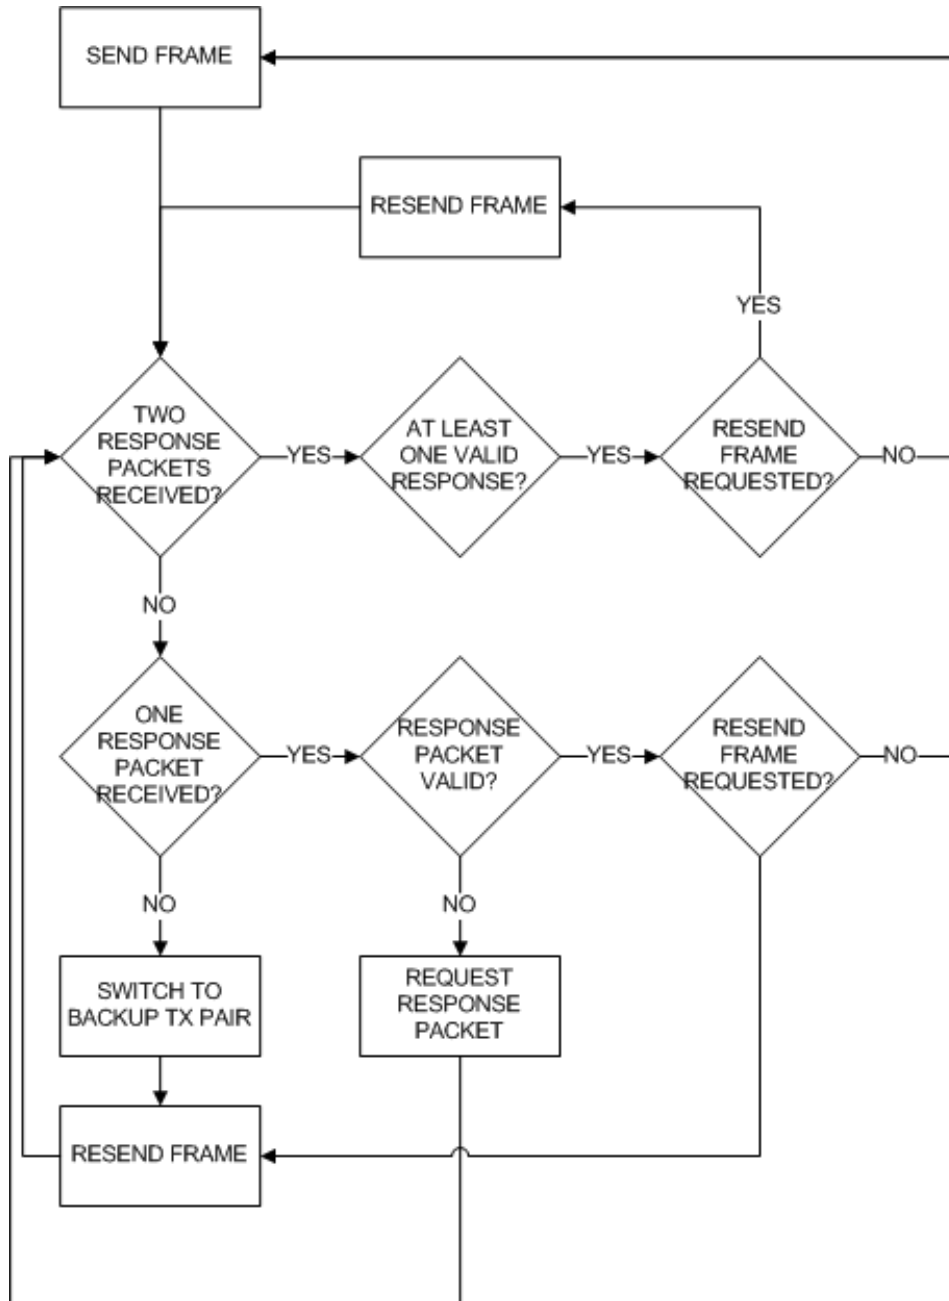 SEND FRAME
RESEND FRAME
YES
TWO
RESPONSE
PACKETS
RECEIVED?
YES
AT LEAST
ONE VALID
RESPONSE?
YES
RESEND
FRAME
REQUESTED?
NO
NO
ONE
RESPONSE
PACKET
RECEIVED?
YES
RESPONSE
PACKET
VALID?
YES
RESEND
FRAME
REQUESTED?
NO
NO
NO
SWITCH TO
BACKUP TX PAIR
REQUEST
RESPONSE
PACKET
RESEND FRAME